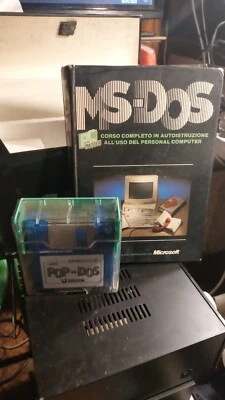 MS-DOS
CORSO COMPLETO IN AUTOISTRUZIONE
ALL'USO DEL PERSONAL COMPUTER
Microsoft
POP-DOS